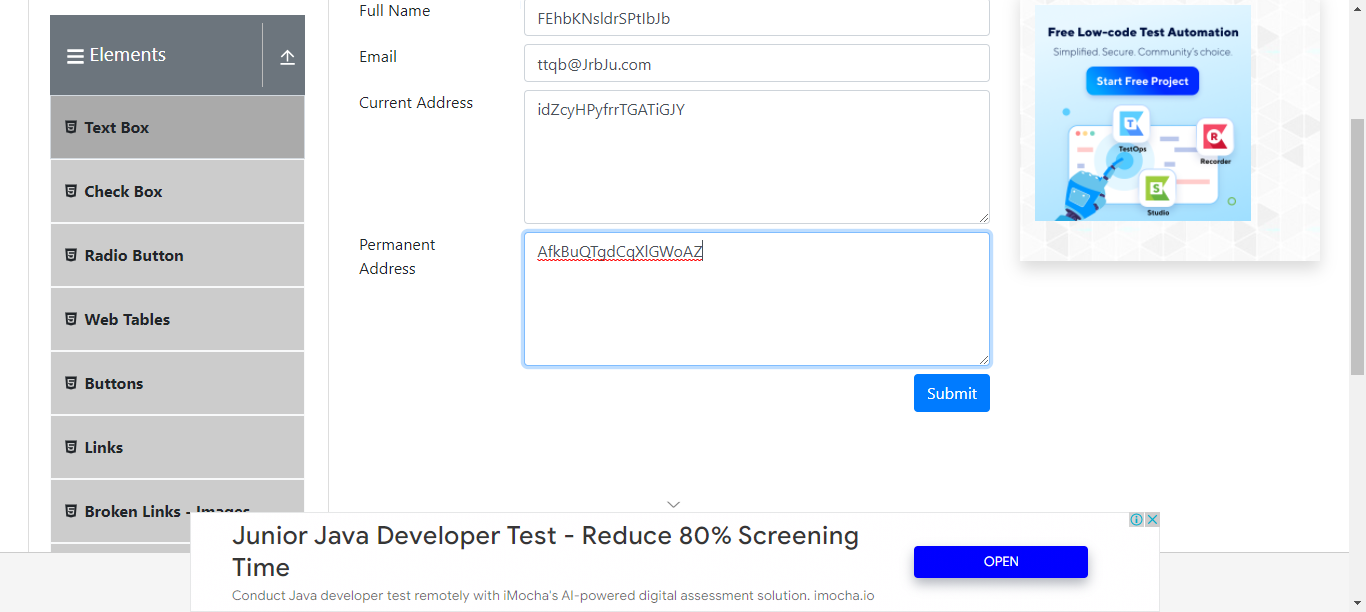 Elements
Text Box
Check Box
Radio Button
Web Tables
Buttons
Links
Broken Links - Images
Full Name
FEhbKNsldrSPtIbJb
Email
ttqb@JrbJu.com
Current Address
idZcyHPyfrrTGATiGJY
Permanent
Address
AfkBuQTgdCqXlGWoAZ
Submit
Free Low-code Test Automation
Simplified. Secure. Community's choice.
Start Free Project
TestOps
Recorder
Studio
Junior Java Developer Test - Reduce 80% Screening
Time
Conduct Java developer test remotely with iMocha's AI-powered digital assessment solution. imocha.io
OPEN